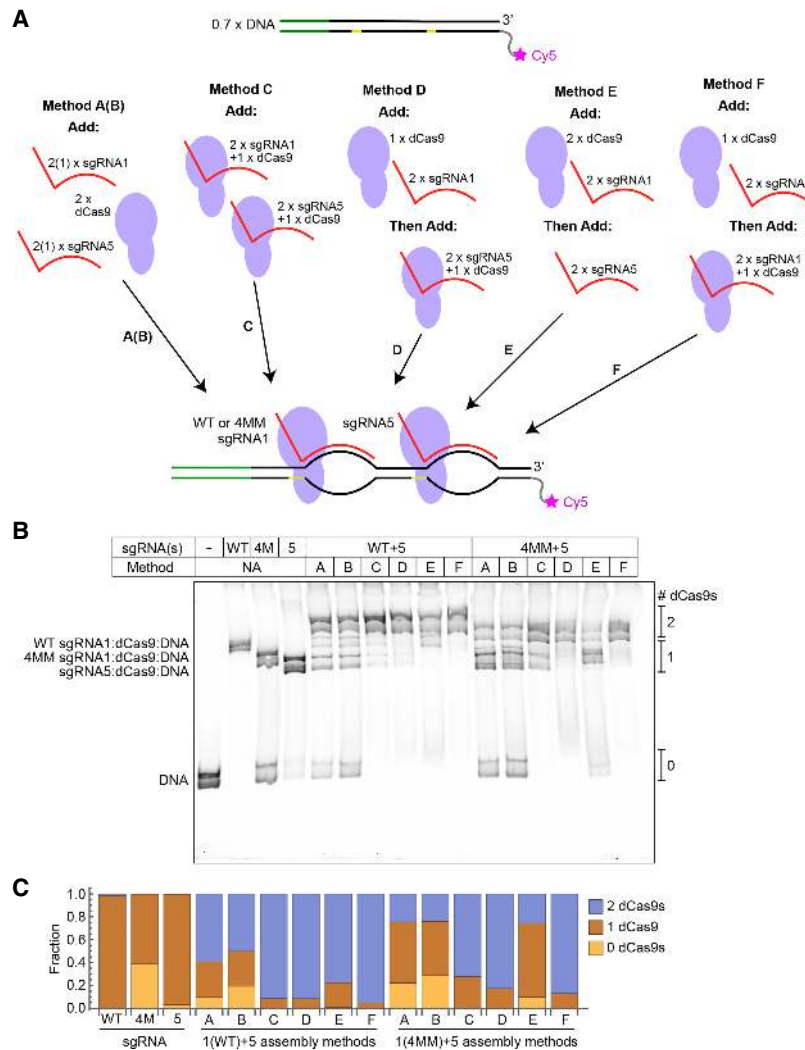 A
0.7 x DNA
3'
Cy5
Method A(B)
Add:
2(1) x sgRNA1
2 x
dCas9
2(1) x sgRNA5
Method C
Add:
2 x sgRNA1
+1 x dCas9
2 x sgRNA5
+1 x dCas9
Method D
Add:
1 x dCas9
2 x sgRNA1
Then Add:
2 x sgRNA5
+1 x dCas9
Method E
Add:
2 x dCas9
2 x sgRNA1
Then Add:
2 x sgRNA5
Method F
Add:
1 x dCas9
2 x sgRNA
Then Add:
2 x sgRNA1
+1 x dCas9
A(B)
C
D
E
F
WT or 4MM
sgRNA1
sgRNA5
3'
Cy5
B
sgRNA(s) - WT 4M 5 WT+5 4MM+5
Method NA A B C D E F A B C D E F
# dCas9s
2
WT sgRNA1:dCas9:DNA
4MM sgRNA1:dCas9:DNA
sgRNA5:dCas9:DNA
1
0
DNA
C
Fraction
1.0
0.8
0.6
0.4
0.2
0.0
2 dCas9s
1 dCas9
0 dCas9s
WT 4M 5 A B C D E F A B C D E F
sgRNA 1(WT)+5 assembly methods 1(4MM)+5 assembly methods